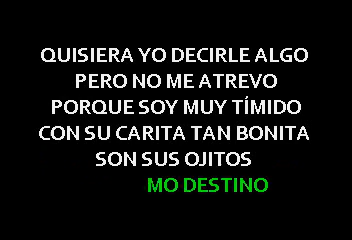 QUISIERA YO DECIRLE ALGO
PERO NO ME ATREVO
PORQUE SOY MUY TÍMIDO
CON SU CARITA TAN BONITA
SON SUS OJITOS
MO DESTINO